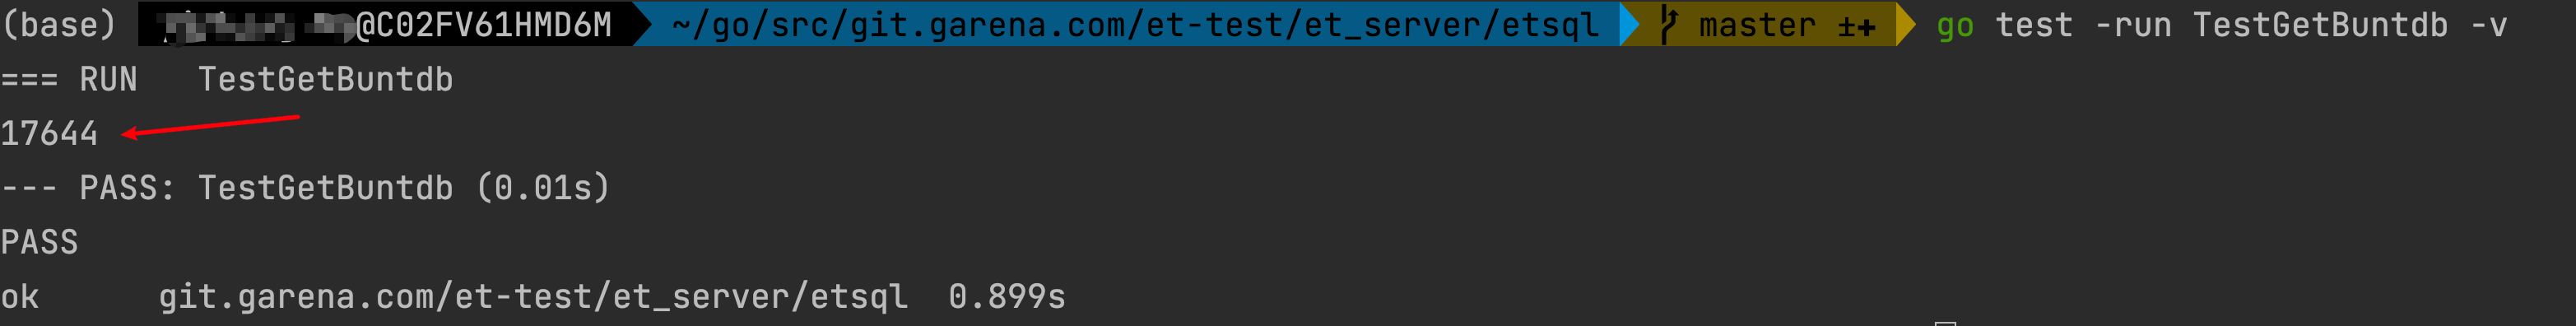 (base) @C02FV61HMD6M ~/go/src/git.garena.com/et-test/et_server/etsql master ±✚ go test -run TestGetBuntdb -v
=== RUN TestGetBuntdb
17644
--- PASS: TestGetBuntdb (0.01s)
PASS
ok git.garena.com/et-test/et_server/etsql 0.899s